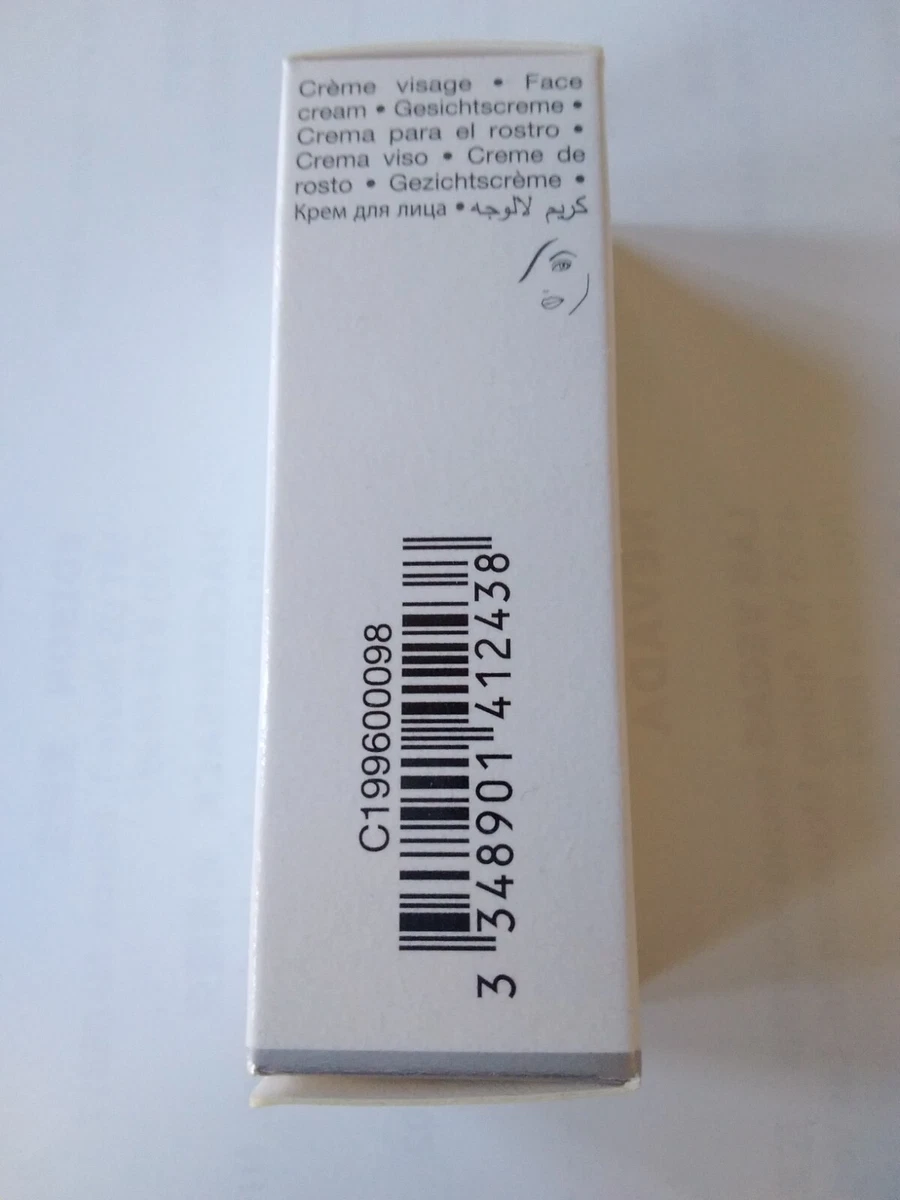 Crème visage • Face
cream • Gesichtscreme •
Crema para el rostro •
Crema viso • Creme de
rosto • Gezichtscrème •
Крем для лица • كريم لالوجه
C199600098
3 348901 412438